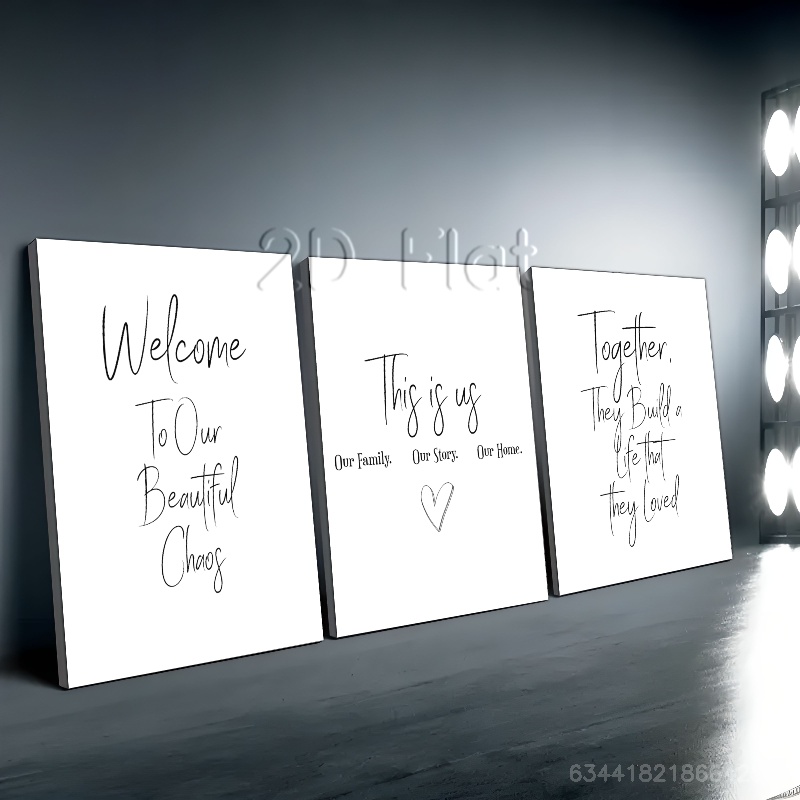 2D Flat
Welcome
To Our
Beautiful
Chaos
This is us
Our Family. Our Story. Our Home.
Together,
They Build a
Life that
they Loved